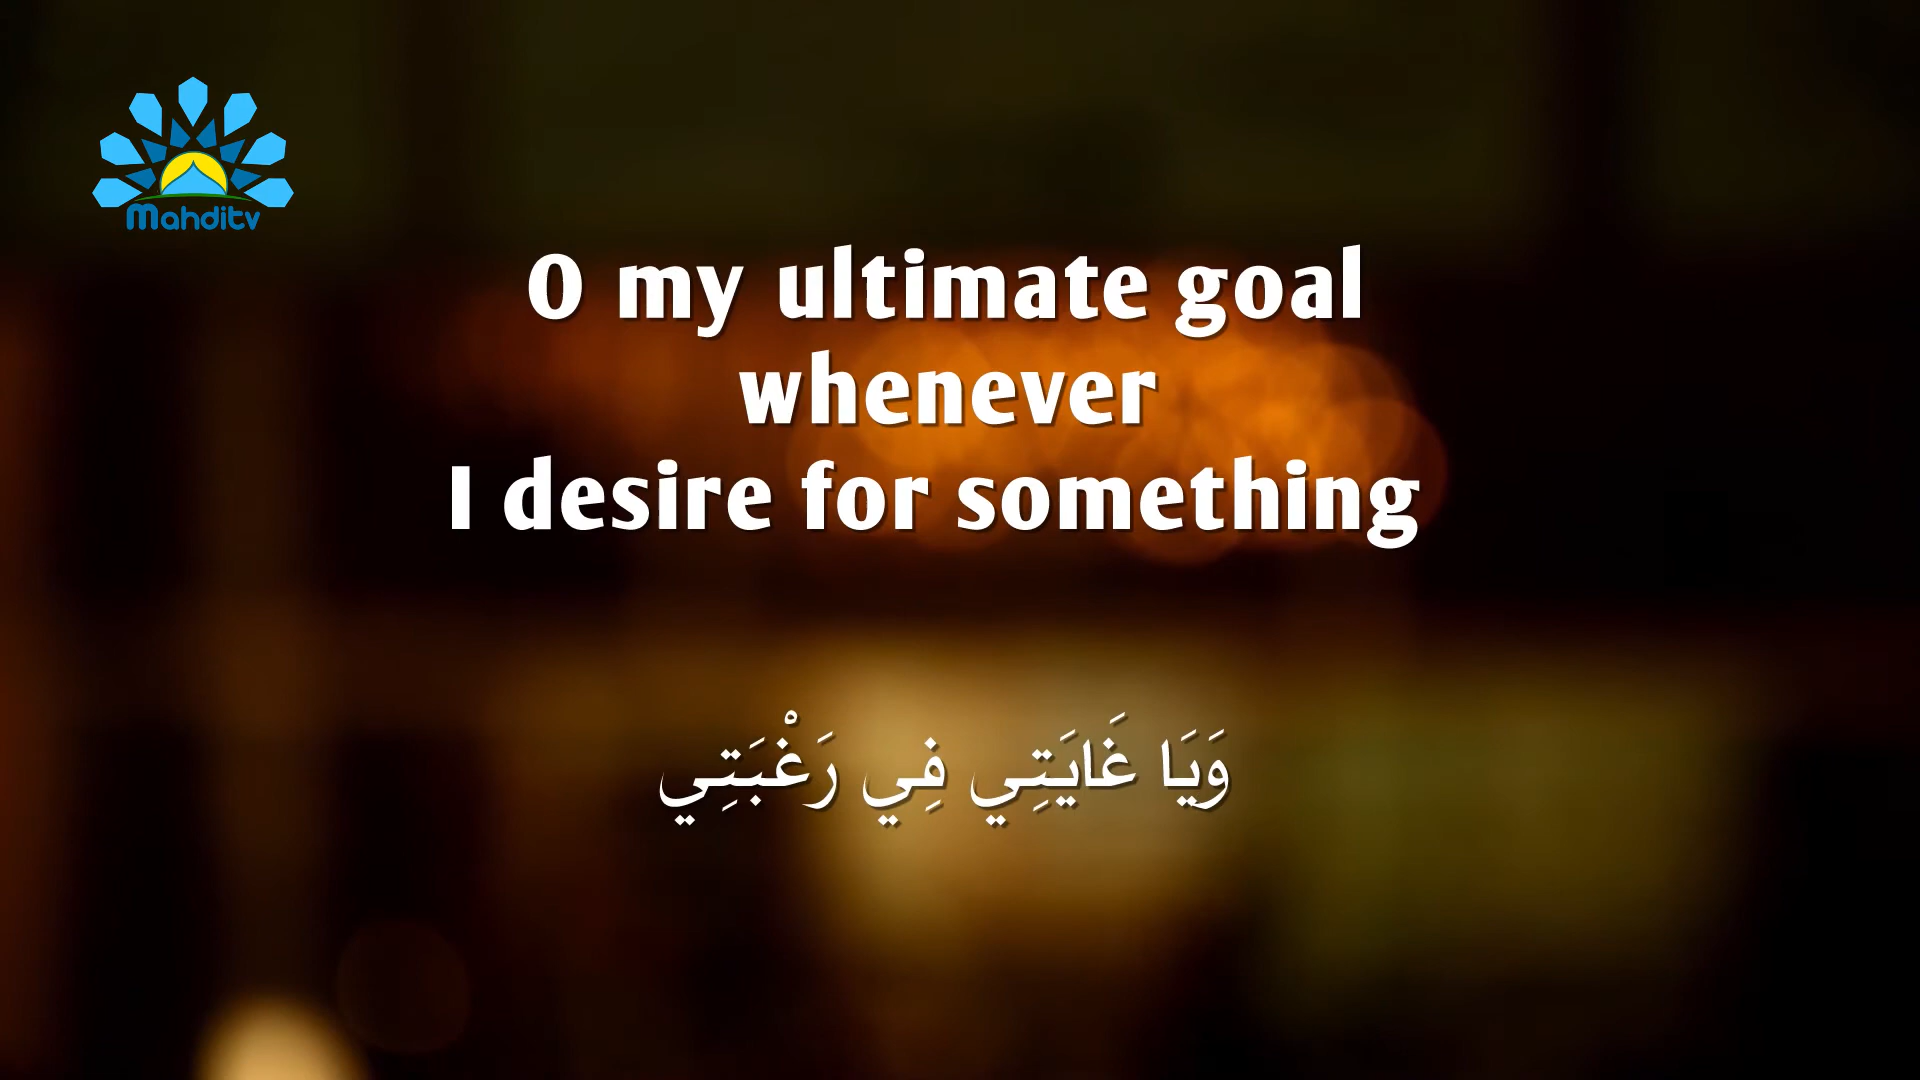 Mahditv
O my ultimate goal
whenever
I desire for something
وَيَا غَايَتِي فِي رَغْبَتِي